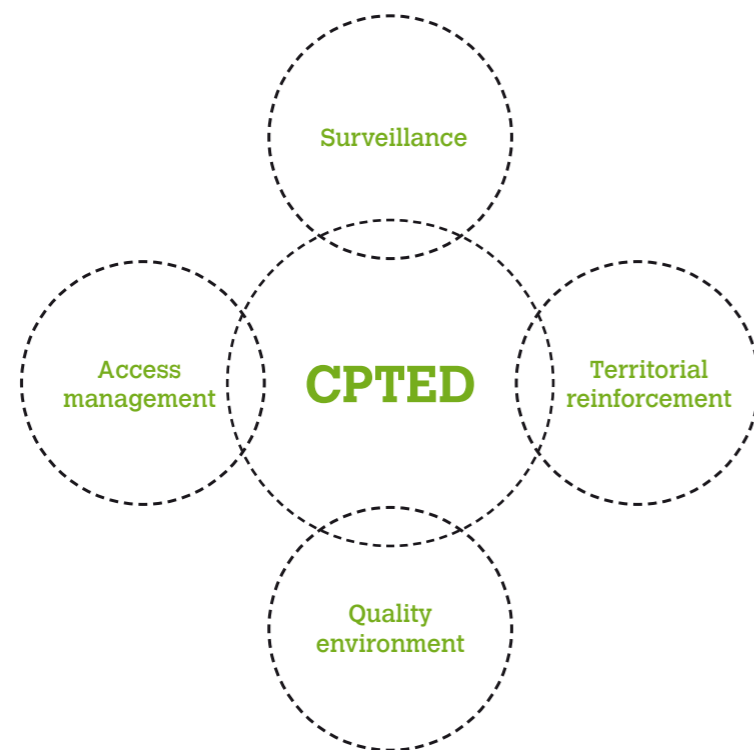 Surveillance
Access
management
CPTED
Territorial
reinforcement
Quality
environment